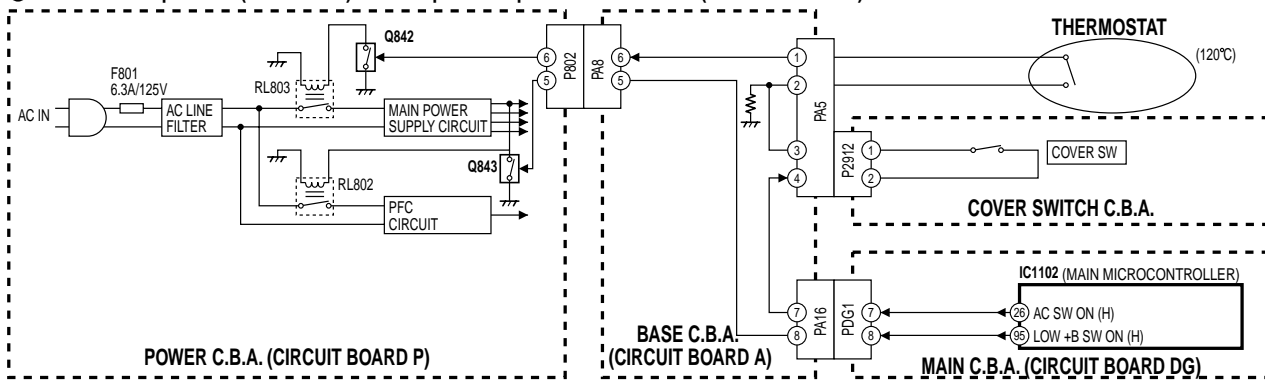 Q842
F801
6.3A/125V
RL803
AC IN
AC LINE
FILTER
MAIN POWER
SUPPLY CIRCUIT
Q843
RL802
PFC
CIRCUIT
POWER C.B.A. (CIRCUIT BOARD P)
6
5
P802
PA8
6
5
BASE C.B.A.
(CIRCUIT BOARD A)
1
2
3
4
PA5
THERMOSTAT
(120°C)
P2912
1
2
COVER SW
COVER SWITCH C.B.A.
7
8
PA16
PDG1
7
8
IC1102 (MAIN MICROCONTROLLER)
26 AC SW ON (H)
95 LOW +B SW ON (H)
MAIN C.B.A. (CIRCUIT BOARD DG)